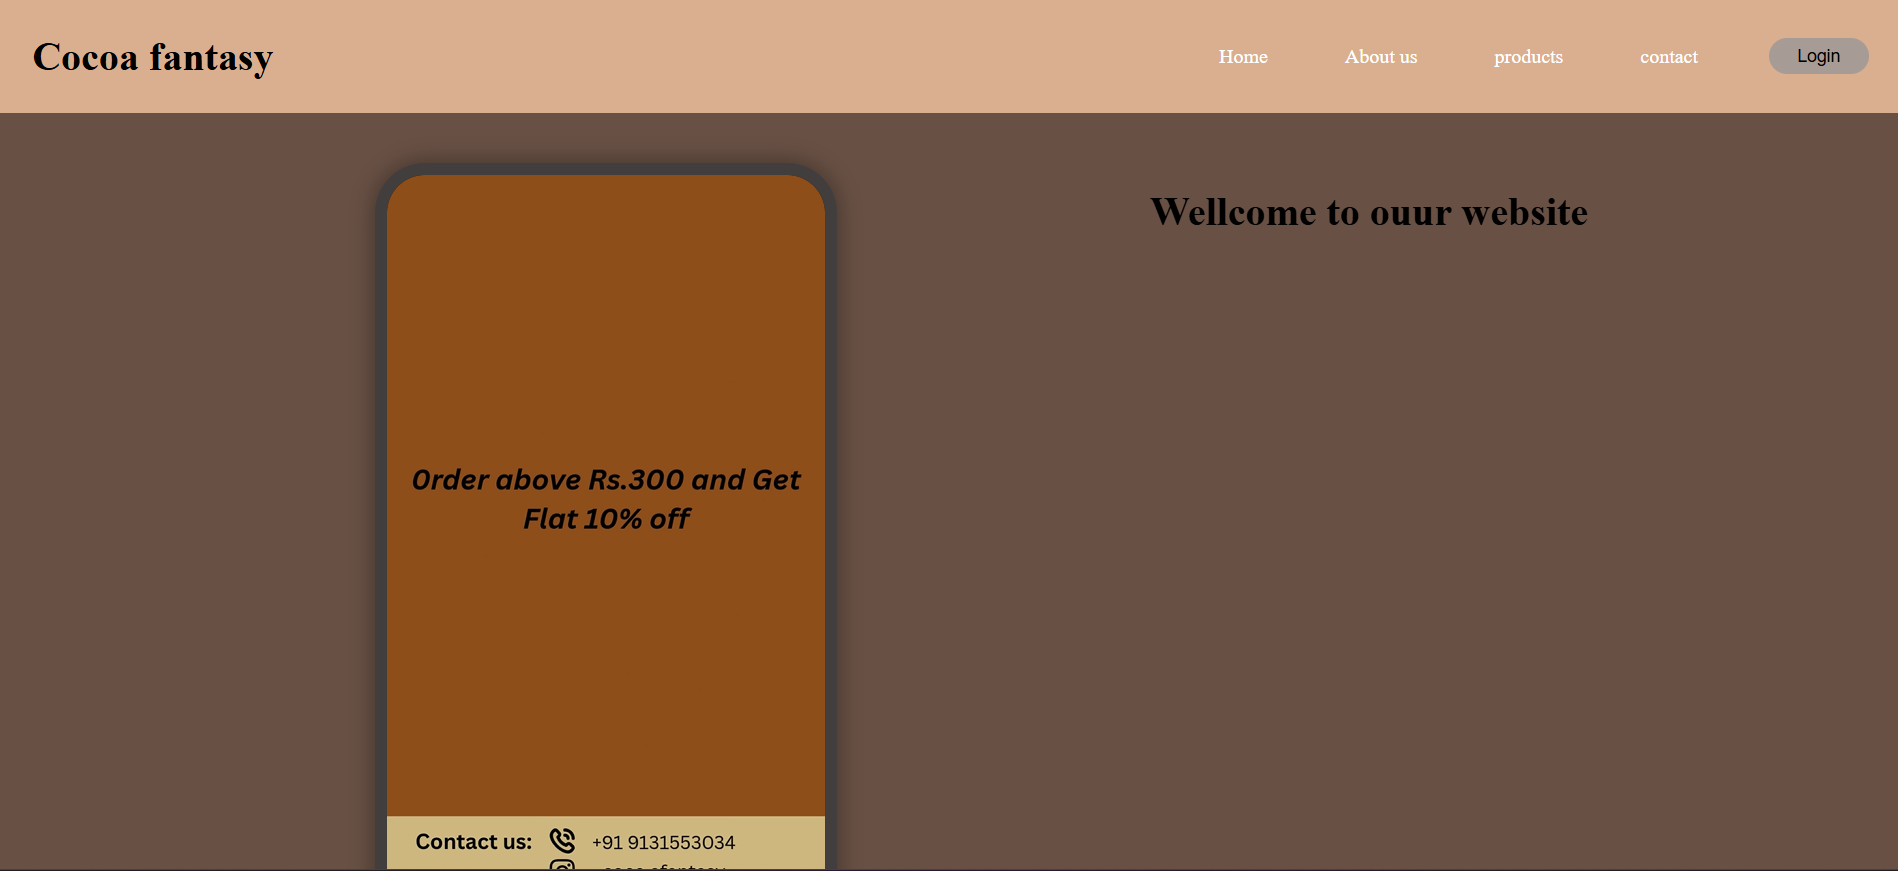 Cocoa fantasy
Home About us products contact Login
Wellcome to ouur website
Order above Rs.300 and Get
Flat 10% off
Contact us: +91 9131553034